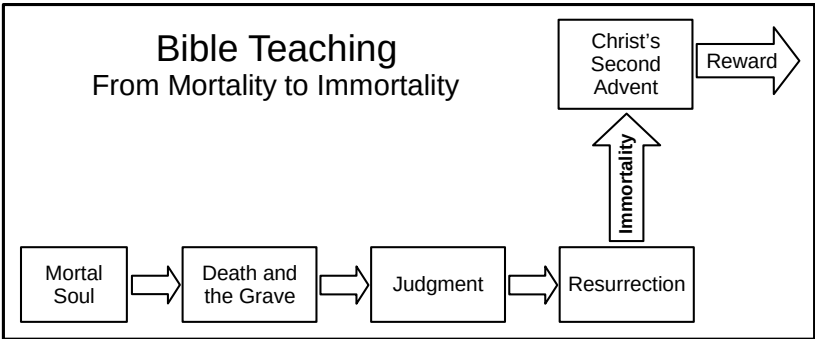 Bible Teaching
From Mortality to Immortality
Christ's
Second
Advent
Reward
Immortality
Mortal
Soul
Death and
the Grave
Judgment
Resurrection